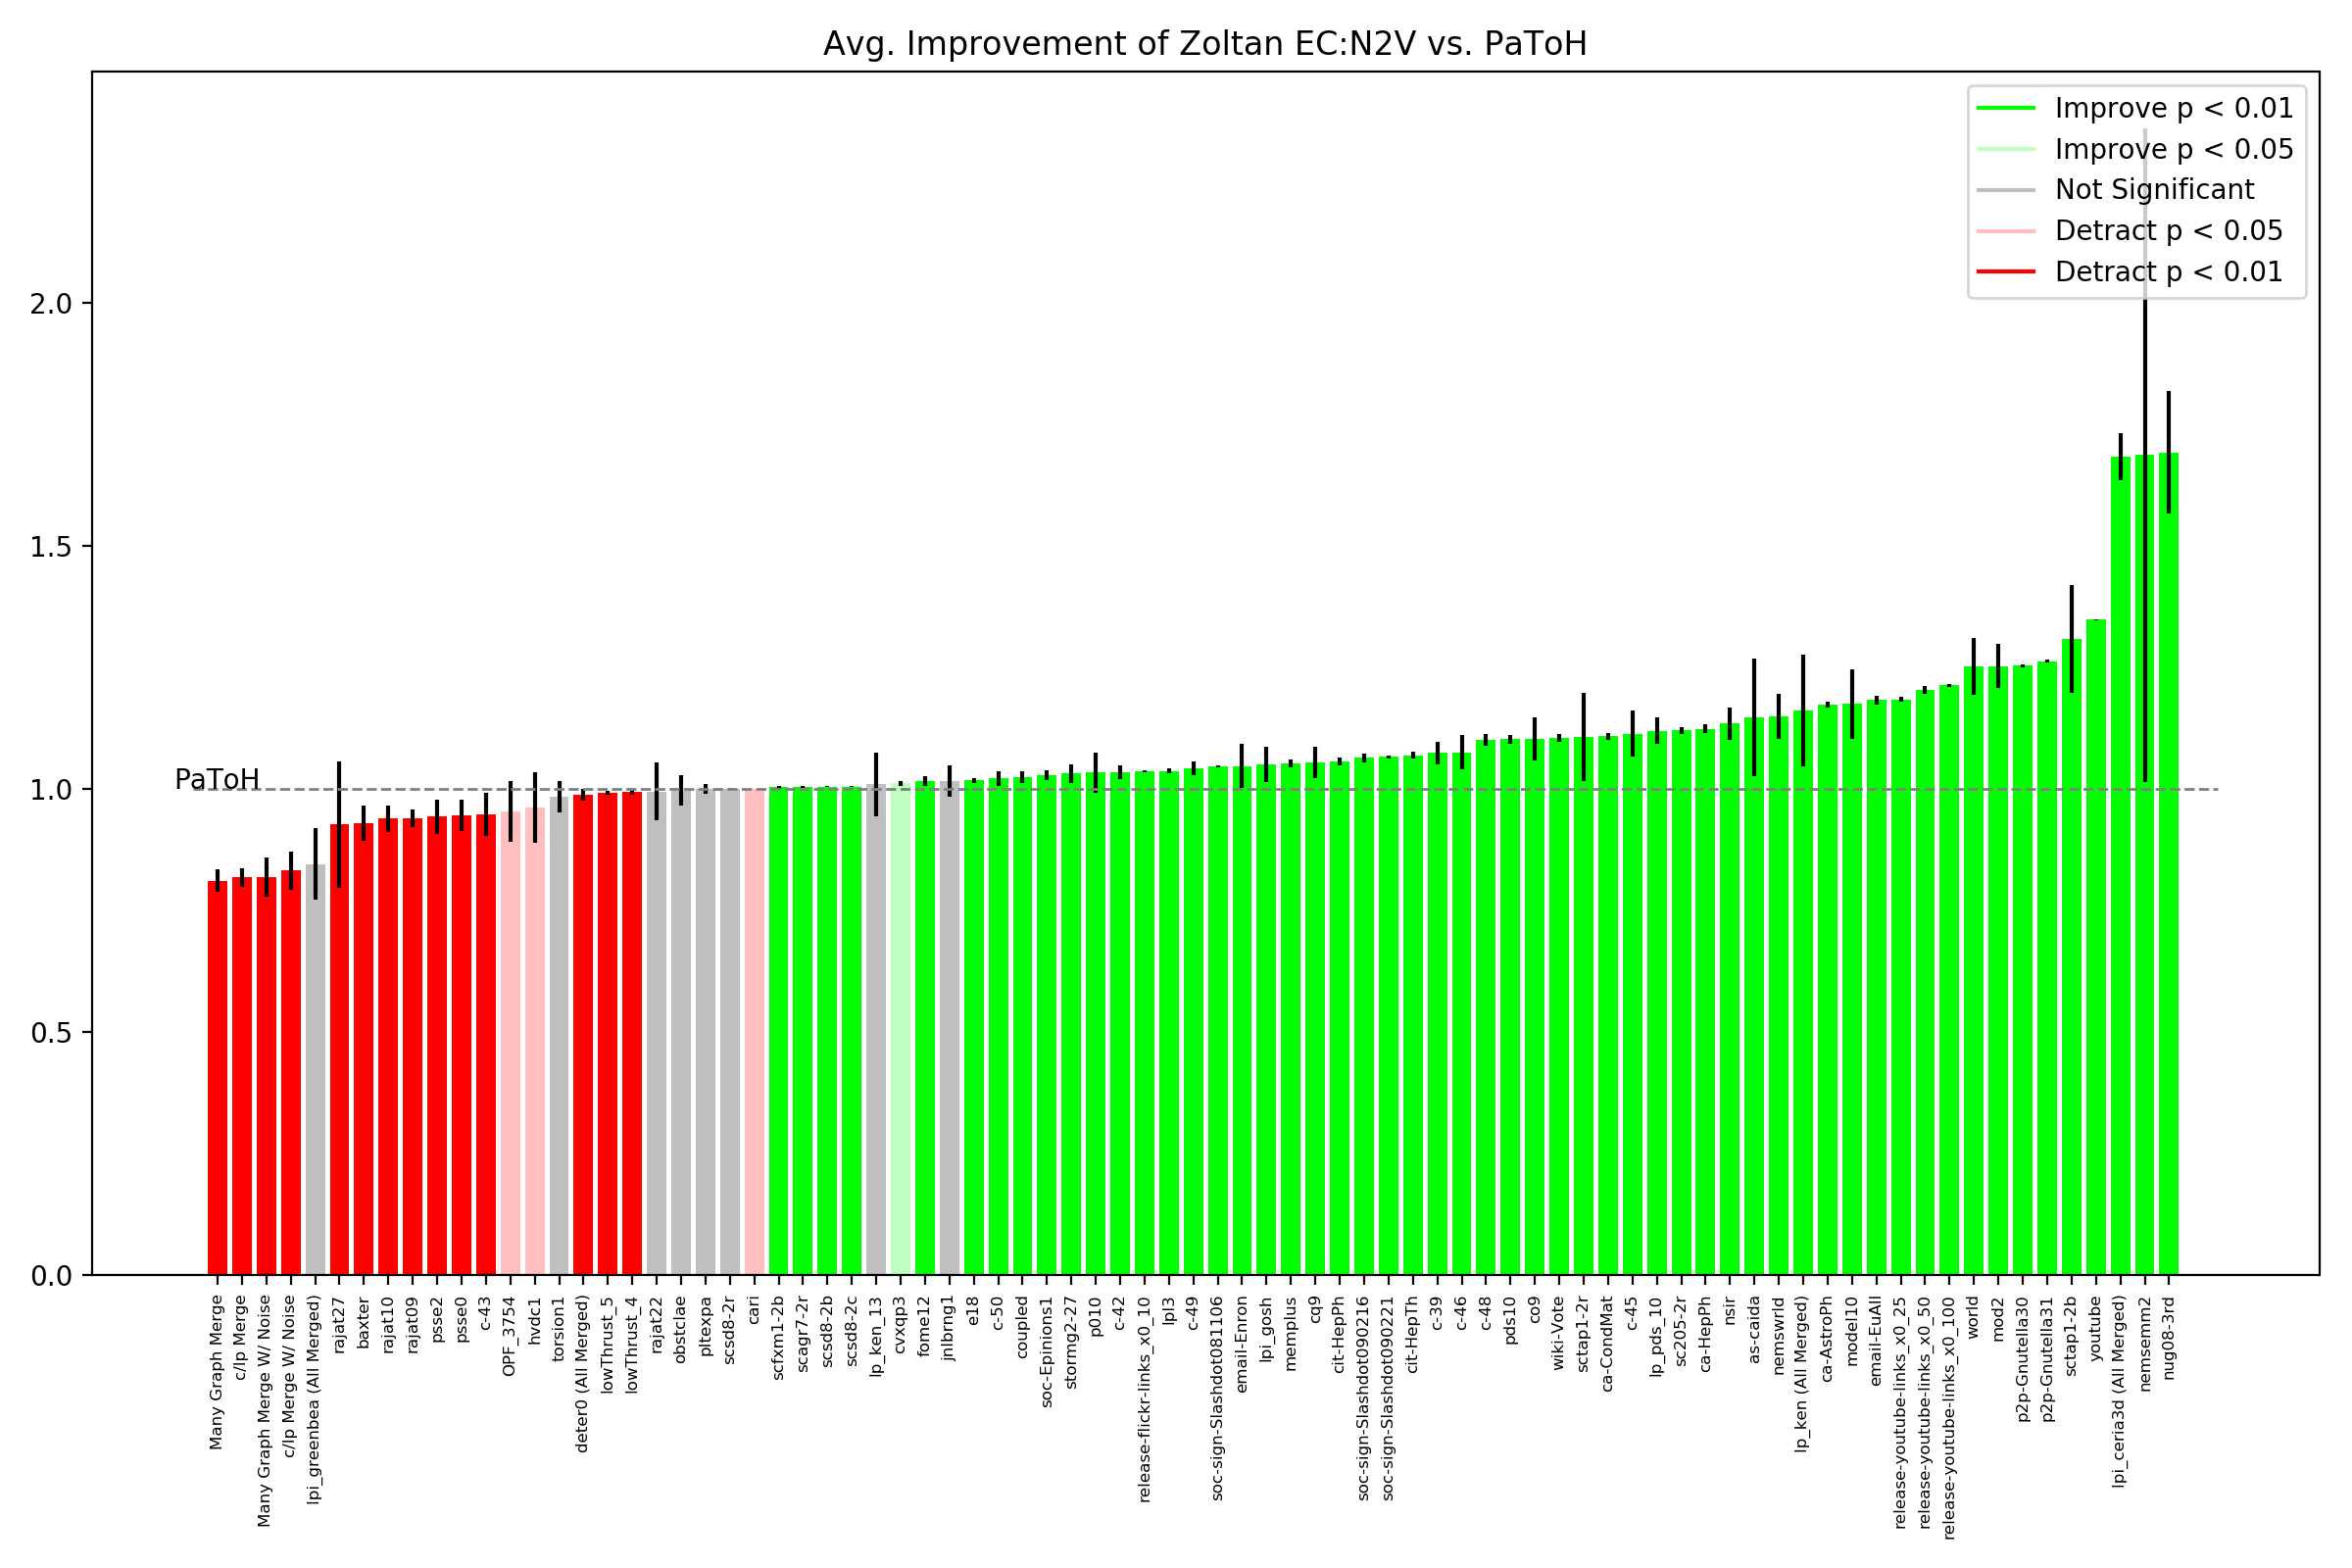 Avg. Improvement of Zoltan EC:N2V vs. PaToH
Improve p < 0.01
Improve p < 0.05
Not Significant
Detract p < 0.05
Detract p < 0.01
2.0
1.5
1.0
0.5
0.0
PaToH
Many Graph Merge
c/lp Merge
Many Graph Merge W/ Noise
c/lp Merge W/ Noise
lpi_greenbea (All Merged)
rajat27
baxter
rajat10
rajat09
psse2
psse0
c-43
OPF_3754
hvdc1
torsion1
deter0 (All Merged)
lowThrust_5
lowThrust_4
rajat22
obstclae
pltexpa
scsd8-2r
cari
scfxm1-2b
scagr7-2r
scsd8-2b
scsd8-2c
lp_ken_13
cvxqp3
fome12
jnlbrng1
e18
c-50
coupled
soc-Epinions1
stormg2-27
p010
c-42
release-flickr-links_x0_10
lpl3
c-49
soc-sign-Slashdot081106
email-Enron
lpi_gosh
memplus
cq9
cit-HepPh
soc-sign-Slashdot090216
soc-sign-Slashdot090221
cit-HepTh
c-39
c-46
c-48
pds10
co9
wiki-Vote
sctap1-2r
ca-CondMat
c-45
lp_pds_10
sc205-2r
ca-HepPh
nsir
as-caida
nemswrld
lp_ken (All Merged)
ca-AstroPh
model10
email-EuAll
release-youtube-links_x0_25
release-youtube-links_x0_50
release-youtube-links_x0_100
world
mod2
p2p-Gnutella30
p2p-Gnutella31
sctap1-2b
youtube
lpi_ceria3d (All Merged)
nemsemm2
nug08-3rd